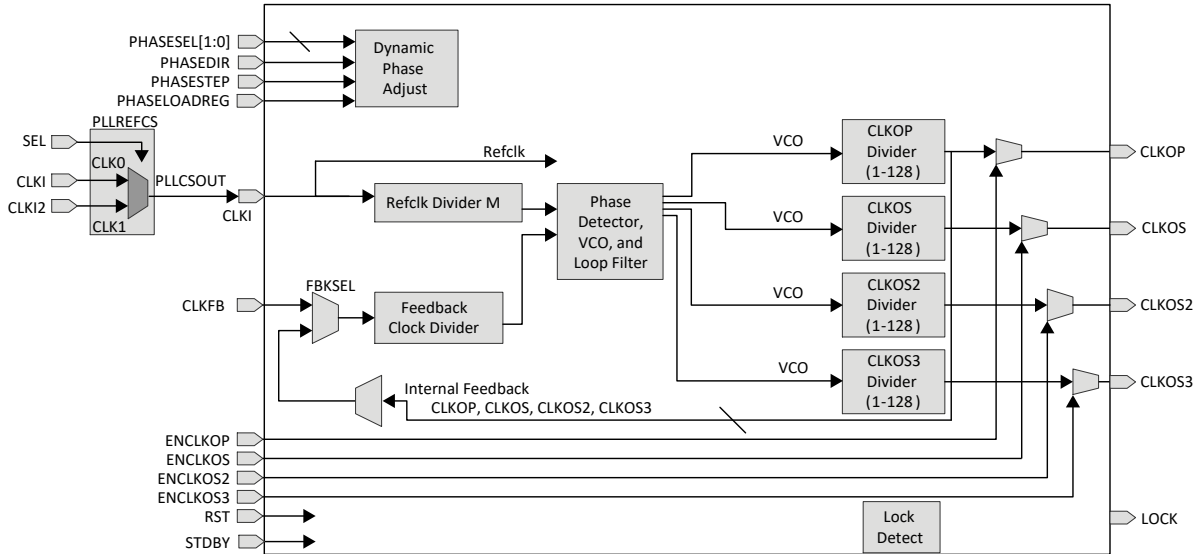 PHASESEL[1:0]
PHASEDIR
PHASESTEP
PHASELOADREG
Dynamic
Phase
Adjust
PLLREFCS
SEL
CLK0
CLKI
CLKI2
CLK1
PLLCSOUT
CLKI
Refclk
Refclk Divider M
Phase
Detector,
VCO, and
Loop Filter
VCO
CLKOP
Divider
(1-128)
CLKOP
VCO
CLKOS
Divider
(1-128)
CLKOS
CLKFB
FBKSEL
Feedback
Clock Divider
VCO
CLKOS2
Divider
(1-128)
CLKOS2
VCO
CLKOS3
Divider
(1-128)
CLKOS3
Internal Feedback
CLKOP, CLKOS, CLKOS2, CLKOS3
ENCLKOP
ENCLKOS
ENCLKOS2
ENCLKOS3
RST
STDBY
Lock
Detect
LOCK